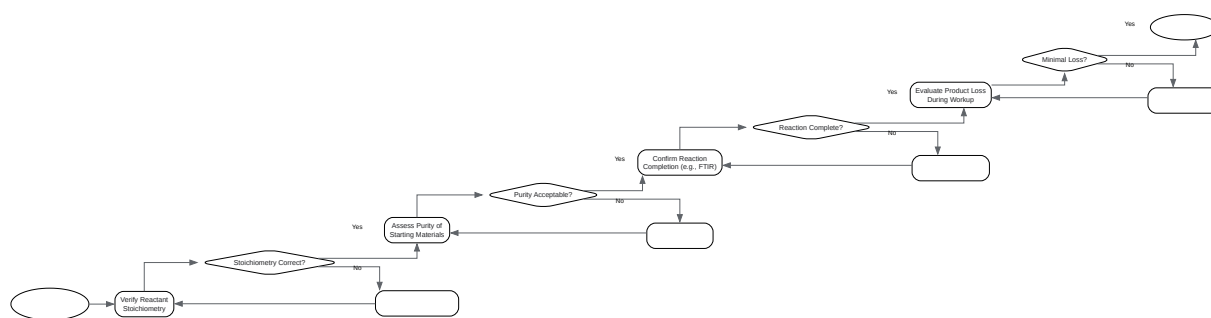 Yes
Minimal Loss?
No
Yes
Evaluate Product Loss
During Workup
Reaction Complete?
No
Yes
Confirm Reaction
Completion (e.g., FTIR)
Purity Acceptable?
No
Yes
Assess Purity of
Starting Materials
Stoichiometry Correct?
No
Verify Reactant
Stoichiometry